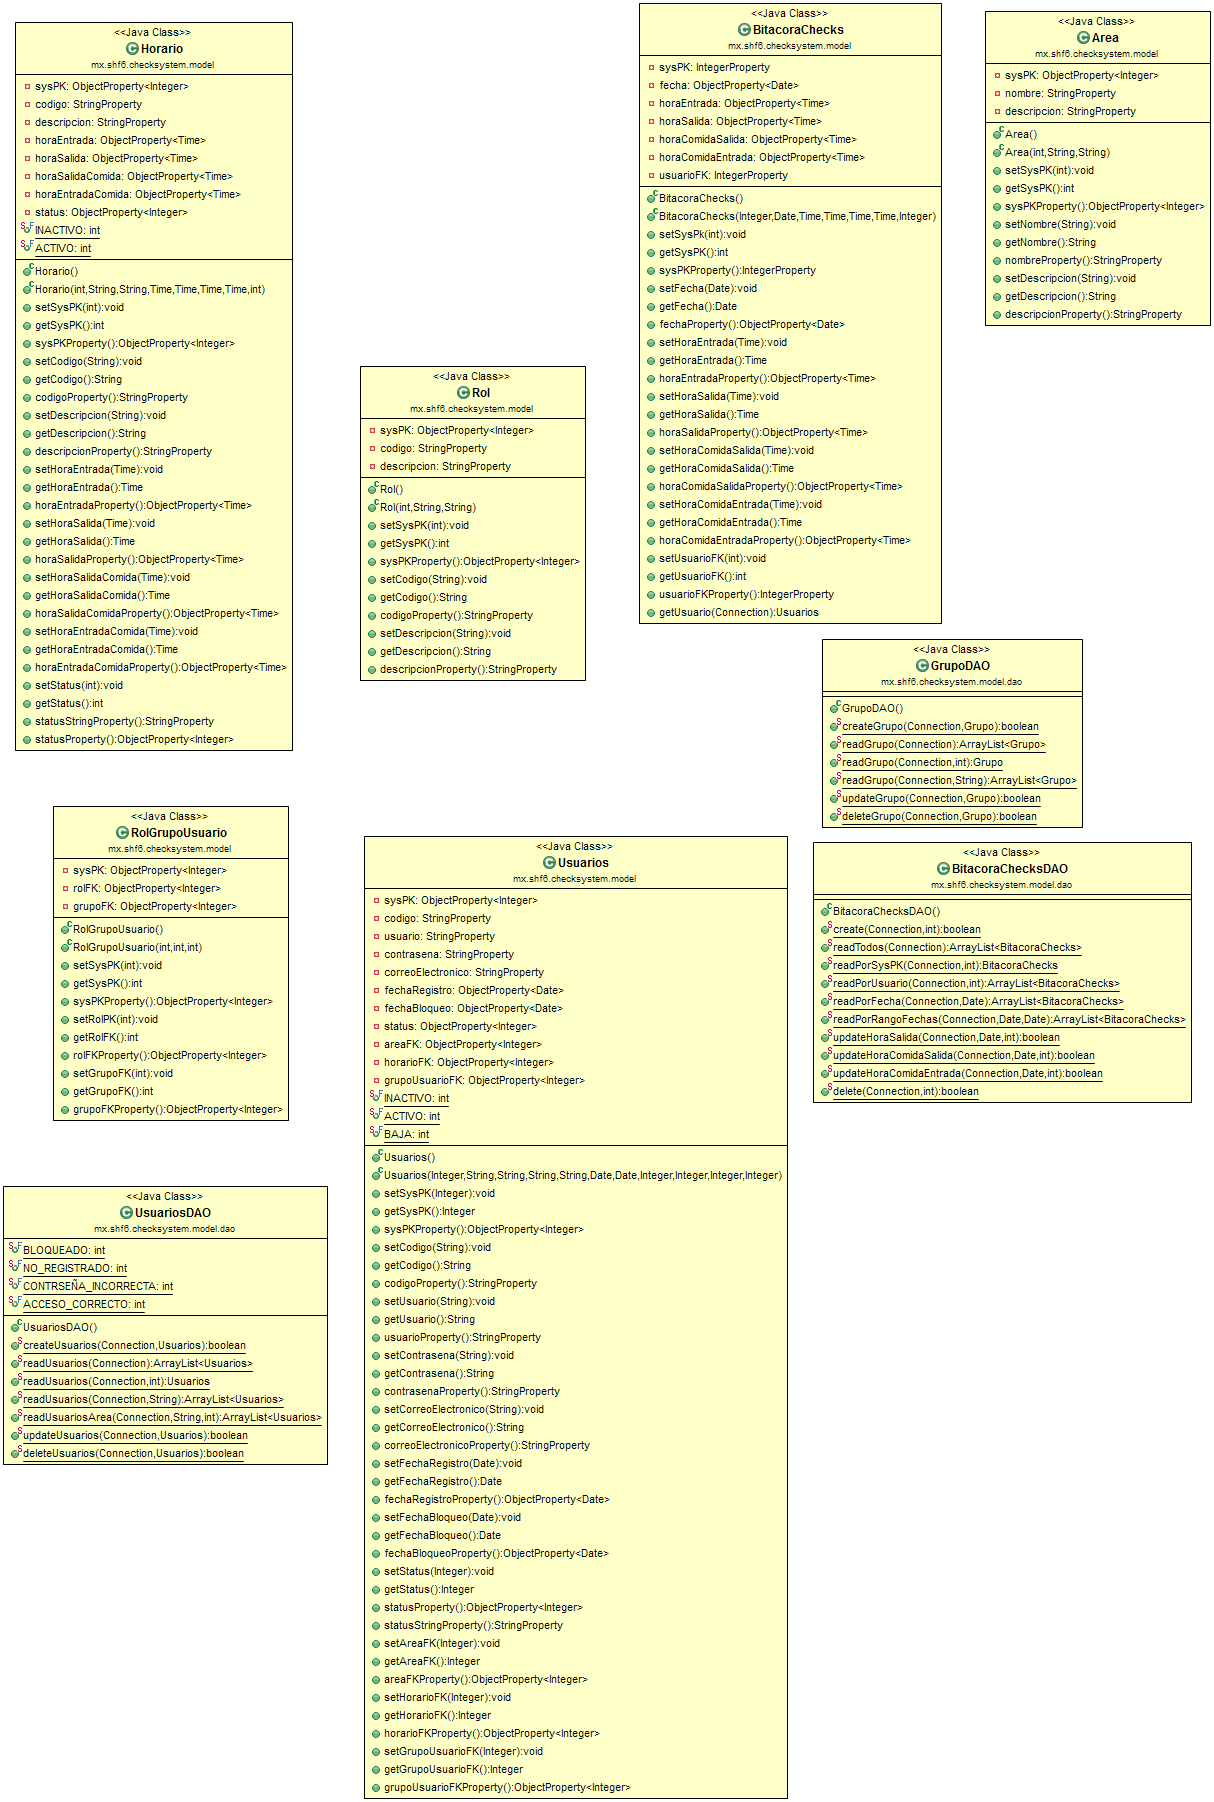 <<Java Class>>
Horario
mx.shf6.checksystem.model
sysPK: ObjectProperty<Integer>
codigo: StringProperty
descripcion: StringProperty
horaEntrada: ObjectProperty<Time>
horaSalida: ObjectProperty<Time>
horaSalidaComida: ObjectProperty<Time>
horaEntradaComida: ObjectProperty<Time>
status: ObjectProperty<Integer>
INACTIVO: int
ACTIVO: int
Horario()
Horario(int,String,String,Time,Time,Time,Time,int)
setSysPK(int):void
getSysPK():int
sysPKProperty():ObjectProperty<Integer>
setCodigo(String):void
getCodigo():String
codigoProperty():StringProperty
setDescripcion(String):void
getDescripcion():String
descripcionProperty():StringProperty
setHoraEntrada(Time):void
getHoraEntrada():Time
horaEntradaProperty():ObjectProperty<Time>
setHoraSalida(Time):void
getHoraSalida():Time
horaSalidaProperty():ObjectProperty<Time>
setHoraSalidaComida(Time):void
getHoraSalidaComida():Time
horaSalidaComidaProperty():ObjectProperty<Time>
setHoraEntradaComida(Time):void
getHoraEntradaComida():Time
horaEntradaComidaProperty():ObjectProperty<Time>
setStatus(int):void
getStatus():int
statusStringProperty():StringProperty
statusProperty():ObjectProperty<Integer>
<<Java Class>>
Rol
mx.shf6.checksystem.model
sysPK: ObjectProperty<Integer>
codigo: StringProperty
descripcion: StringProperty
Rol()
Rol(int,String,String)
setSysPK(int):void
getSysPK():int
sysPKProperty():ObjectProperty<Integer>
setCodigo(String):void
getCodigo():String
codigoProperty():StringProperty
setDescripcion(String):void
getDescripcion():String
descripcionProperty():StringProperty
<<Java Class>>
BitacoraChecks
mx.shf6.checksystem.model
sysPK: IntegerProperty
fecha: ObjectProperty<Date>
horaEntrada: ObjectProperty<Time>
horaSalida: ObjectProperty<Time>
horaComidaSalida: ObjectProperty<Time>
horaComidaEntrada: ObjectProperty<Time>
usuarioFK: IntegerProperty
BitacoraChecks()
BitacoraChecks(Integer,Date,Time,Time,Time,Time,Integer)
setSysPk(int):void
getSysPK():int
sysPKProperty():IntegerProperty
setFecha(Date):void
getFecha():Date
fechaProperty():ObjectProperty<Date>
setHoraEntrada(Time):void
getHoraEntrada():Time
horaEntradaProperty():ObjectProperty<Time>
setHoraSalida(Time):void
getHoraSalida():Time
horaSalidaProperty():ObjectProperty<Time>
setHoraComidaSalida(Time):void
getHoraComidaSalida():Time
horaComidaSalidaProperty():ObjectProperty<Time>
setHoraComidaEntrada(Time):void
getHoraComidaEntrada():Time
horaComidaEntradaProperty():ObjectProperty<Time>
setUsuarioFK(int):void
getUsuarioFK():int
usuarioFKProperty():IntegerProperty
getUsuario(Connection):Usuarios
<<Java Class>>
Area
mx.shf6.checksystem.model
sysPK: ObjectProperty<Integer>
nombre: StringProperty
descripcion: StringProperty
Area()
Area(int,String,String)
setSysPK(int):void
getSysPK():int
sysPKProperty():ObjectProperty<Integer>
setNombre(String):void
getNombre():String
nombreProperty():StringProperty
setDescripcion(String):void
getDescripcion():String
descripcionProperty():StringProperty
<<Java Class>>
GrupoDAO
mx.shf6.checksystem.model.dao
GrupoDAO()
createGrupo(Connection,Grupo):boolean
readGrupo(Connection):ArrayList<Grupo>
readGrupo(Connection,int):Grupo
readGrupo(Connection,String):ArrayList<Grupo>
updateGrupo(Connection,Grupo):boolean
deleteGrupo(Connection,Grupo):boolean
<<Java Class>>
RolGrupoUsuario
mx.shf6.checksystem.model
sysPK: ObjectProperty<Integer>
rolFK: ObjectProperty<Integer>
grupoFK: ObjectProperty<Integer>
RolGrupoUsuario()
RolGrupoUsuario(int,int,int)
setSysPK(int):void
getSysPK():int
sysPKProperty():ObjectProperty<Integer>
setRolPK(int):void
getRolFK():int
rolFKProperty():ObjectProperty<Integer>
setGrupoFK(int):void
getGrupoFK():int
grupoFKProperty():ObjectProperty<Integer>
<<Java Class>>
Usuarios
mx.shf6.checksystem.model
sysPK: ObjectProperty<Integer>
codigo: StringProperty
usuario: StringProperty
contrasena: StringProperty
correoElectronico: StringProperty
fechaRegistro: ObjectProperty<Date>
fechaBloqueo: ObjectProperty<Date>
status: ObjectProperty<Integer>
areaFK: ObjectProperty<Integer>
horarioFK: ObjectProperty<Integer>
grupoUsuarioFK: ObjectProperty<Integer>
INACTIVO: int
ACTIVO: int
BAJA: int
Usuarios()
Usuarios(Integer,String,String,String,String,Date,Date,Integer,Integer,Integer,Integer)
setSysPK(Integer):void
getSysPK():Integer
sysPKProperty():ObjectProperty<Integer>
setCodigo(String):void
getCodigo():String
codigoProperty():StringProperty
setUsuario(String):void
getUsuario():String
usuarioProperty():StringProperty
setContrasena(String):void
getContrasena():String
contrasenaProperty():StringProperty
setCorreoElectronico(String):void
getCorreoElectronico():String
correoElectronicoProperty():StringProperty
setFechaRegistro(Date):void
getFechaRegistro():Date
fechaRegistroProperty():ObjectProperty<Date>
setFechaBloqueo(Date):void
getFechaBloqueo():Date
fechaBloqueoProperty():ObjectProperty<Date>
setStatus(Integer):void
getStatus():Integer
statusProperty():ObjectProperty<Integer>
statusStringProperty():StringProperty
setAreaFK(Integer):void
getAreaFK():Integer
areaFKProperty():ObjectProperty<Integer>
setHorarioFK(Integer):void
getHorarioFK():Integer
horarioFKProperty():ObjectProperty<Integer>
setGrupoUsuarioFK(Integer):void
getGrupoUsuarioFK():Integer
grupoUsuarioFKProperty():ObjectProperty<Integer>
<<Java Class>>
BitacoraChecksDAO
mx.shf6.checksystem.model.dao
BitacoraChecksDAO()
create(Connection,int):boolean
readTodos(Connection):ArrayList<BitacoraChecks>
readPorSysPK(Connection,int):BitacoraChecks
readPorUsuario(Connection,int):ArrayList<BitacoraChecks>
readPorFecha(Connection,Date):ArrayList<BitacoraChecks>
readPorRangoFechas(Connection,Date,Date):ArrayList<BitacoraChecks>
updateHoraSalida(Connection,Date,int):boolean
updateHoraComidaSalida(Connection,Date,int):boolean
updateHoraComidaEntrada(Connection,Date,int):boolean
delete(Connection,int):boolean
<<Java Class>>
UsuariosDAO
mx.shf6.checksystem.model.dao
BLOQUEADO: int
NO_REGISTRADO: int
CONTRSEÑA_INCORRECTA: int
ACCESO_CORRECTO: int
UsuariosDAO()
createUsuarios(Connection,Usuarios):boolean
readUsuarios(Connection):ArrayList<Usuarios>
readUsuarios(Connection,int):Usuarios
readUsuarios(Connection,String):ArrayList<Usuarios>
readUsuariosArea(Connection,String,int):ArrayList<Usuarios>
updateUsuarios(Connection,Usuarios):boolean
deleteUsuarios(Connection,Usuarios):boolean